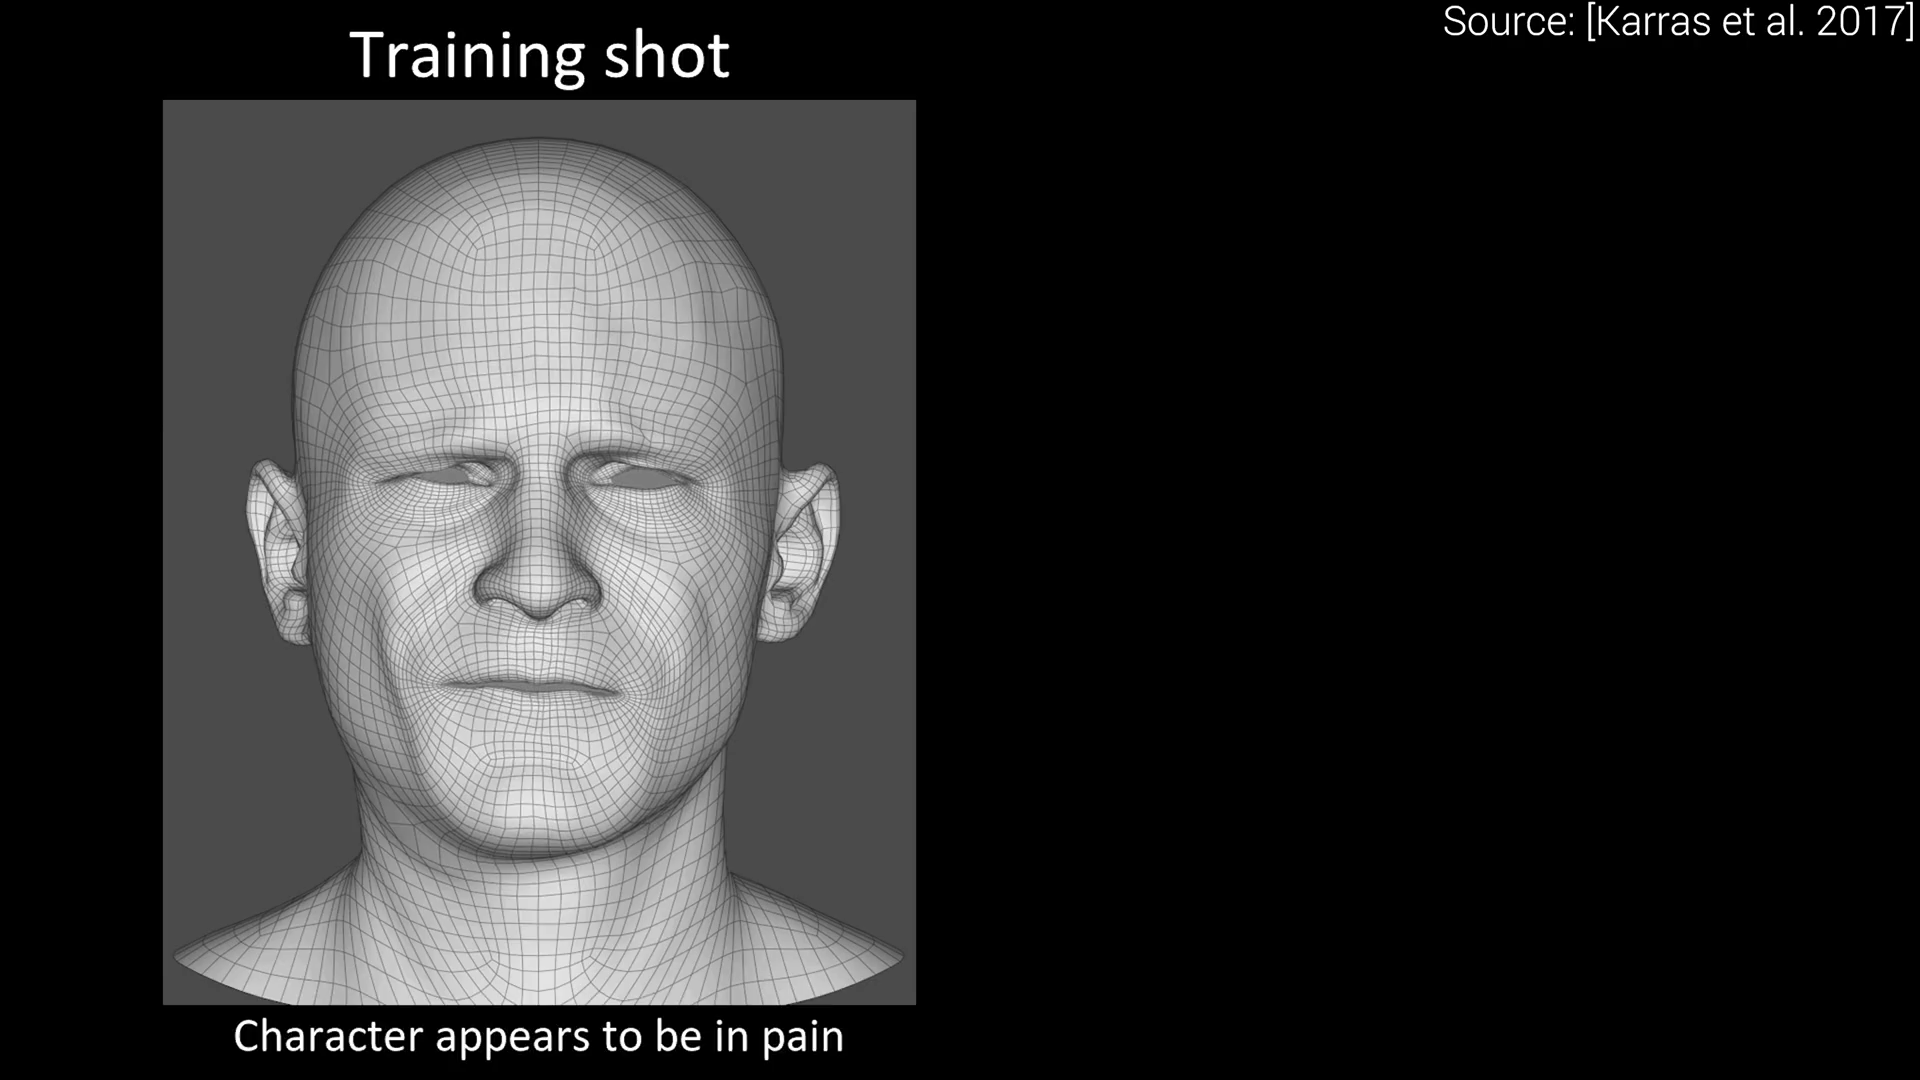 Source: [Karras et al. 2017]
Training shot
Character appears to be in pain